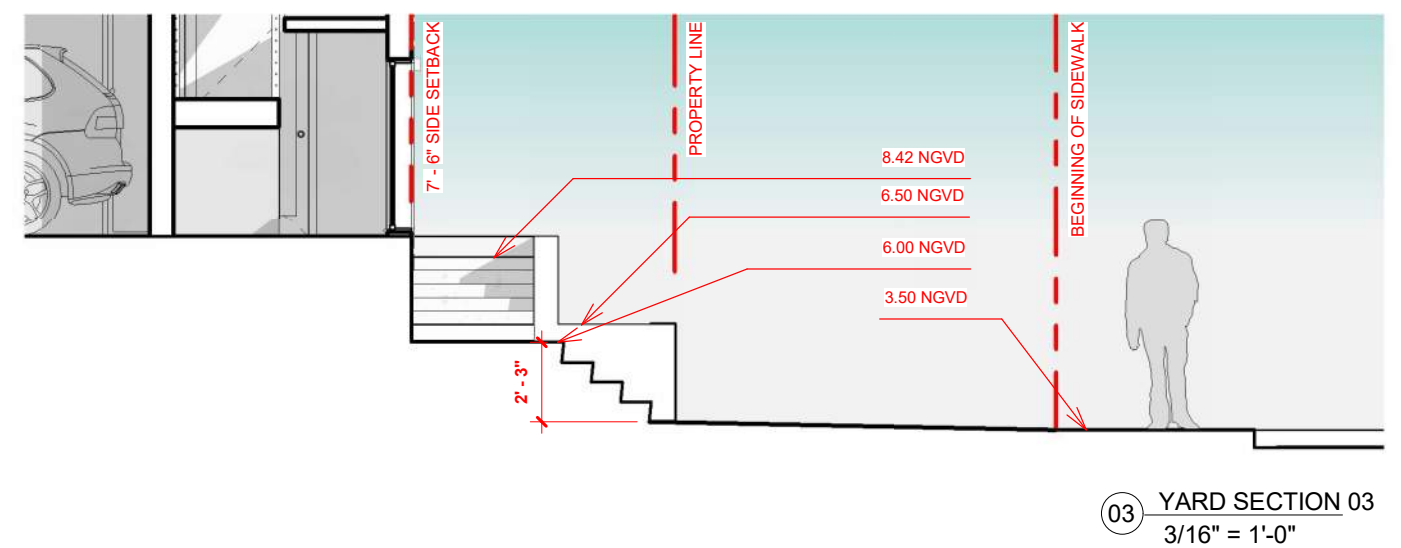 7' - 6" SIDE SETBACK
PROPERTY LINE
BEGINNING OF SIDEWALK
8.42 NGVD
6.50 NGVD
6.00 NGVD
3.50 NGVD
2' - 3"
03 YARD SECTION 03
3/16" = 1'-0"